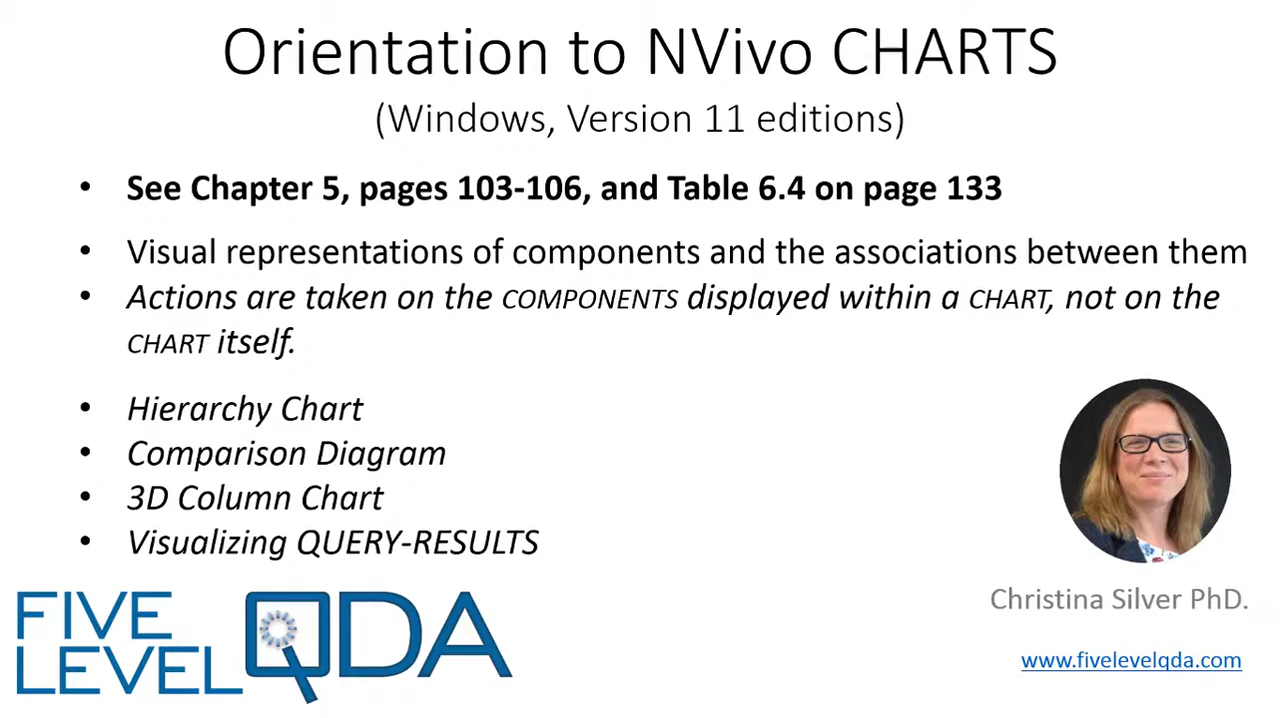 Orientation to NVivo CHARTS
(Windows, Version 11 editions)
• See Chapter 5, pages 103-106, and Table 6.4 on page 133
• Visual representations of components and the associations between them
• Actions are taken on the COMPONENTS displayed within a CHART, not on the
CHART itself.
• Hierarchy Chart
• Comparison Diagram
• 3D Column Chart
• Visualizing QUERY-RESULTS
FIVE
LEVEL
QDA
Christina Silver PhD.
www.fivelevelqda.com